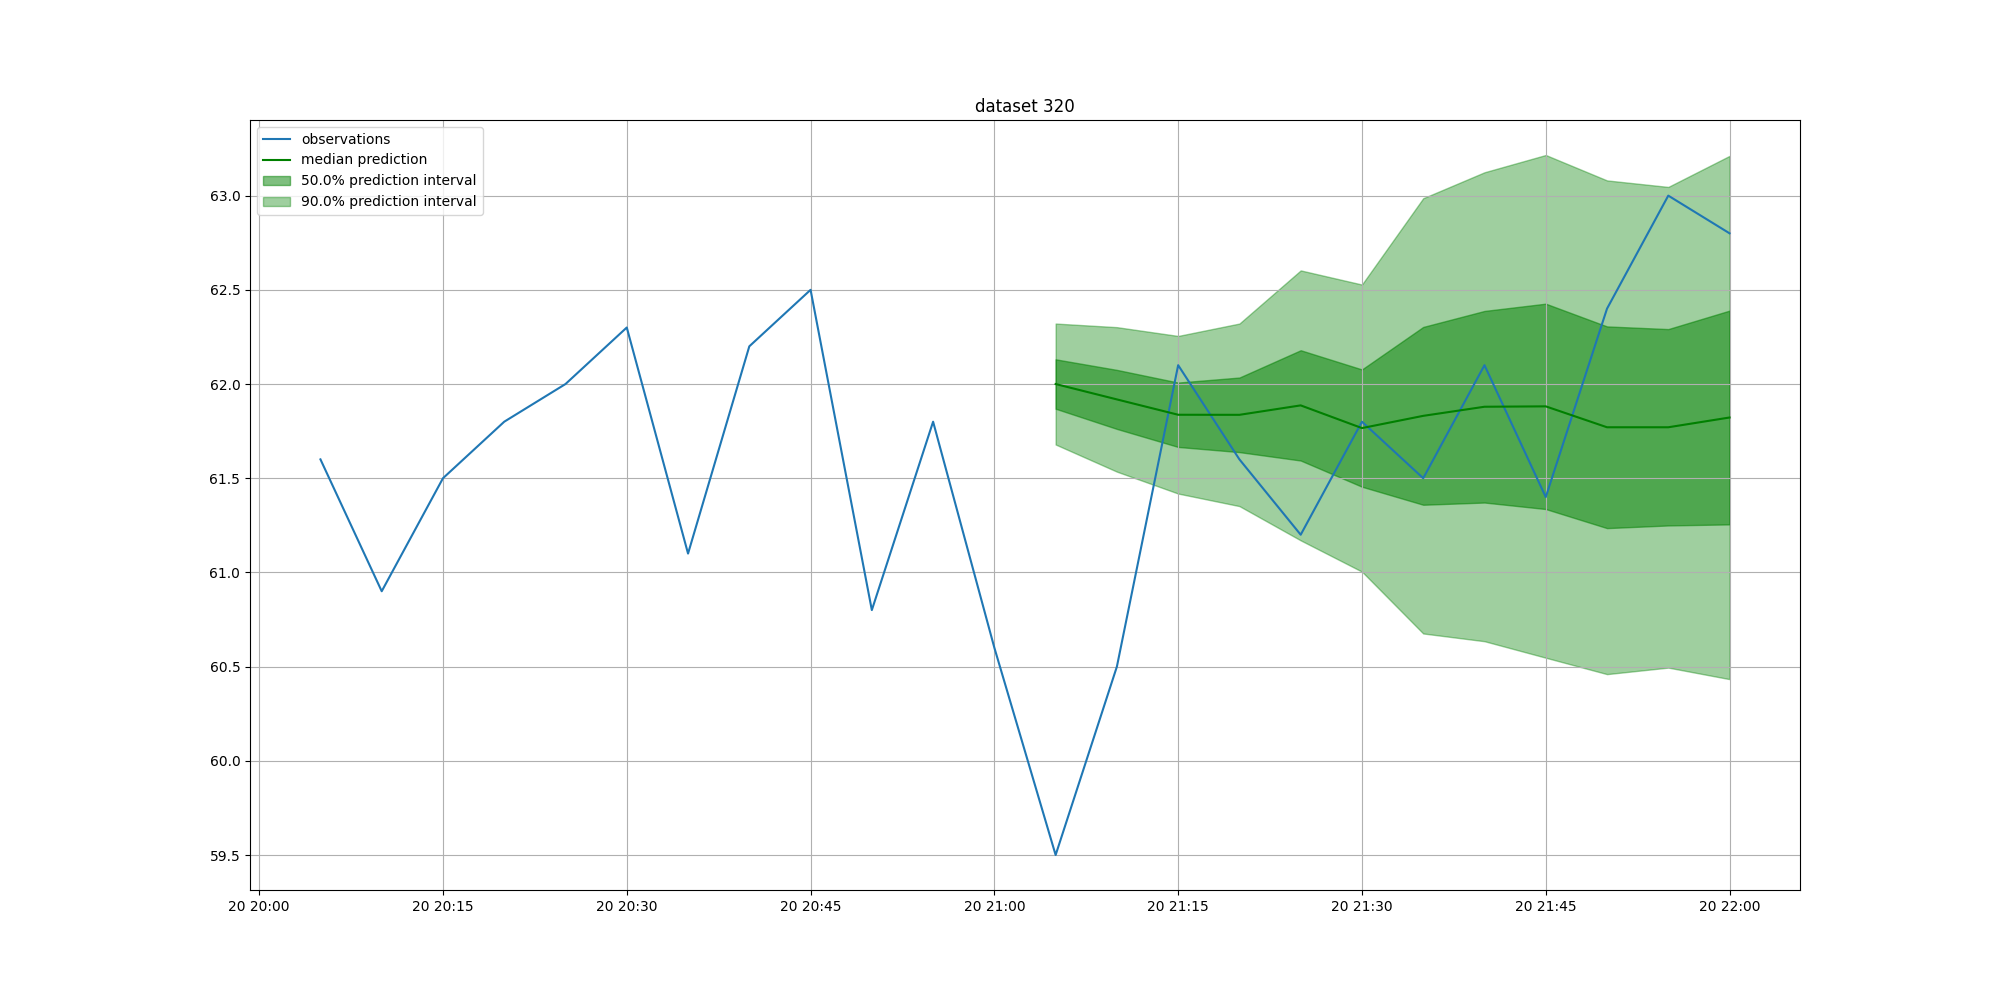 dataset 320
observations
median prediction
50.0% prediction interval
90.0% prediction interval
63.0
62.5
62.0
61.5
61.0
60.5
60.0
59.5
20 20:00 20 20:15 20 20:30 20 20:45 20 21:00 20 21:15 20 21:30 20 21:45 20 22:00